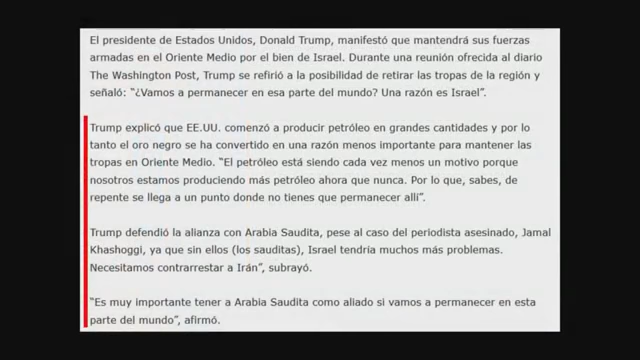 El presidente de Estados Unidos, Donald Trump, manifestó que mantendrá sus fuerzas
armadas en el Oriente Medio por el bien de Israel. Durante una reunión ofrecida al diario
The Washington Post, Trump se refirió a la posibilidad de retirar las tropas de la región y
señaló: “¿Vamos a permanecer en esa parte del mundo? Una razón es Israel”.
Trump explicó que EE.UU. comenzó a producir petróleo en grandes cantidades y por lo
tanto el oro negro se ha convertido en una razón menos importante para mantener las
tropas en Oriente Medio. “El petróleo está siendo cada vez menos un motivo porque
nosotros estamos produciendo más petróleo ahora que nunca. Por lo que, sabes, de
repente se llega a un punto donde no tienes que permanecer allí”.
Trump defendió la alianza con Arabia Saudita, pese al caso del periodista asesinado, Jamal
Khashoggi, ya que sin ellos (los sauditas), Israel tendría muchos más problemas.
Necesitamos contrarrestar a Irán”, subrayó.
“Es muy importante tener a Arabia Saudita como aliado si vamos a permanecer en esta
parte del mundo”, afirmó.